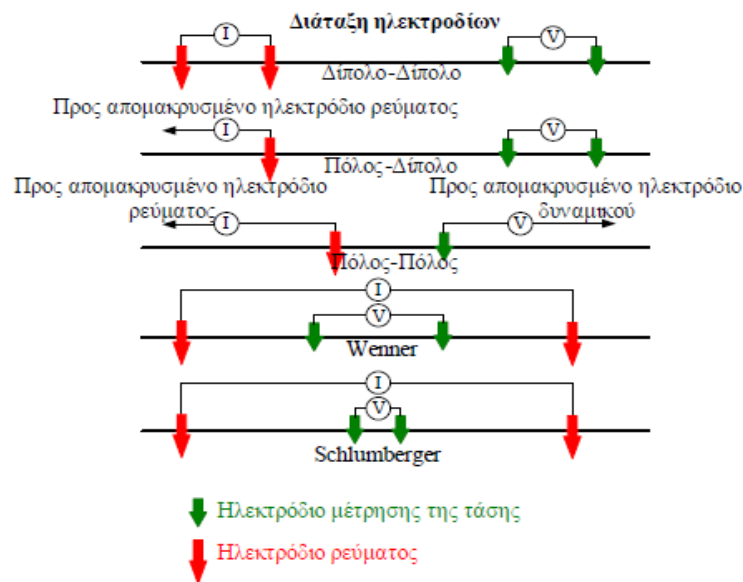 Διάταξη ηλεκτροδίων
I
V
Δίπολο-Δίπολο
Προς απομακρυσμένο ηλεκτρόδιο ρεύματος
I
V
Πόλος-Δίπολο
Προς απομακρυσμένο ηλεκτρόδιο
ρεύματος
Προς απομακρυσμένο ηλεκτρόδιο
δυναμικού
I
V
Πόλος-Πόλος
I
V
Wenner
I
V
Schlumberger
Ηλεκτρόδιο μέτρησης της τάσης
Ηλεκτρόδιο ρεύματος